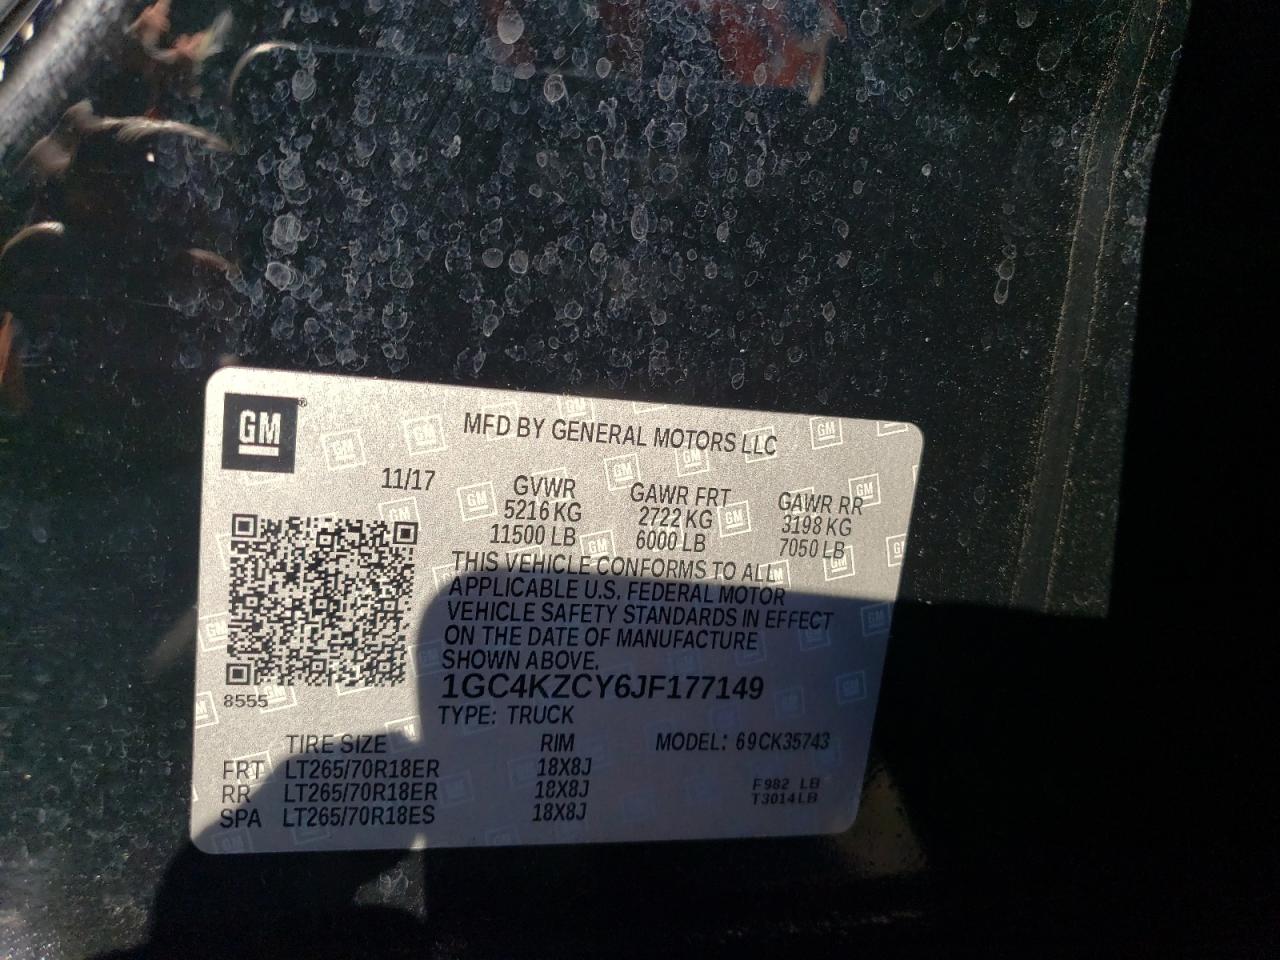 GM
MFD BY GENERAL MOTORS LLC
11/17
GVWR GAWR FRT GAWR RR
5216 KG 2722 KG 3198 KG
11500 LB 6000 LB 7050 LB
THIS VEHICLE CONFORMS TO ALL
APPLICABLE U.S. FEDERAL MOTOR
VEHICLE SAFETY STANDARDS IN EFFECT
ON THE DATE OF MANUFACTURE
SHOWN ABOVE.
8555
1GC4KZCY6JF177149
TYPE: TRUCK
TIRE SIZE RIM MODEL: 69CK35743
FRT LT265/70R18ER 18X8J
RR LT265/70R18ER 18X8J
SPA LT265/70R18ES 18X8J
F982 LB
T3014LB